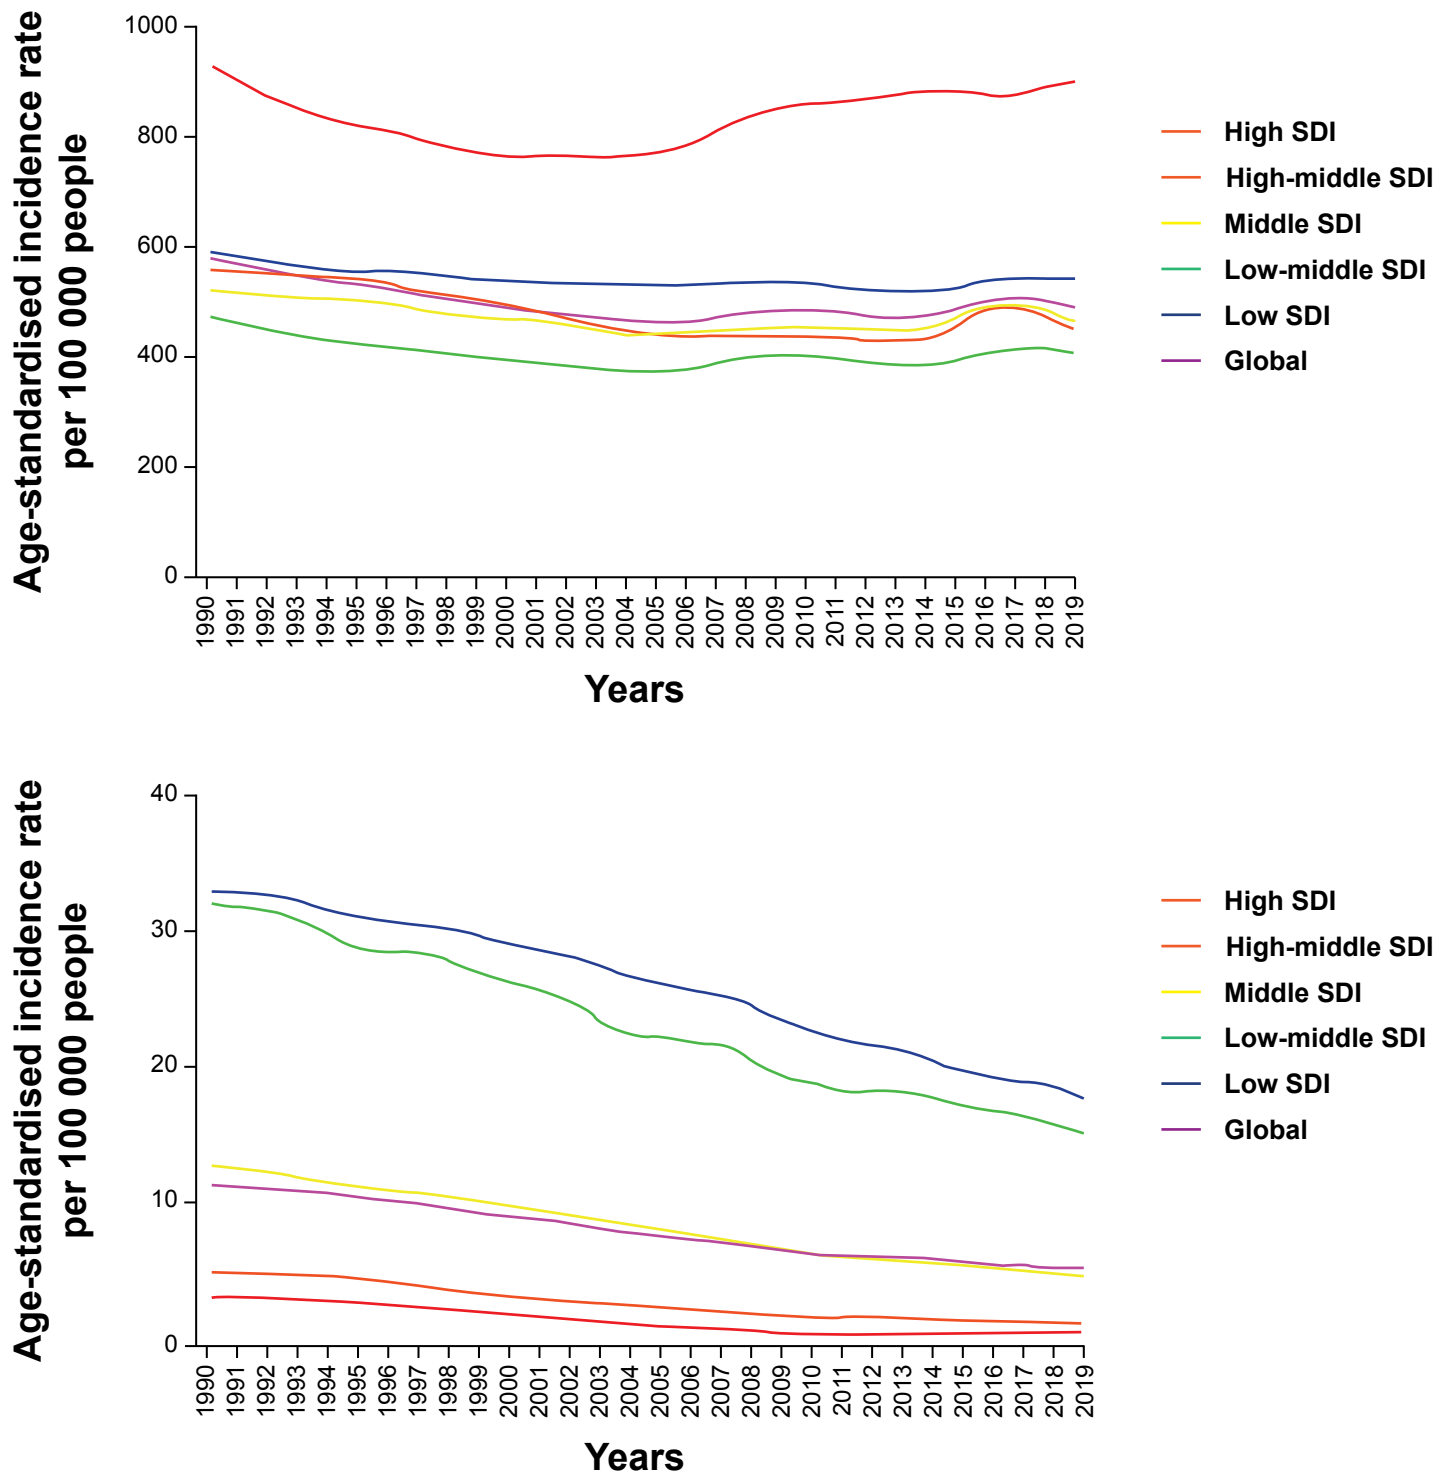 Age-standardised incidence rate
per 100 000 people
1000
800
600
400
200
0
1990 1991 1992 1993 1994 1995 1996 1997 1998 1999 2000 2001 2002 2003 2004 2005 2006 2007 2008 2009 2010 2011 2012 2013 2014 2015 2016 2017 2018 2019
Years
High SDI
High-middle SDI
Middle SDI
Low-middle SDI
Low SDI
Global
Age-standardised incidence rate
per 100 000 people
40
30
20
10
0
1990 1991 1992 1993 1994 1995 1996 1997 1998 1999 2000 2001 2002 2003 2004 2005 2006 2007 2008 2009 2010 2011 2012 2013 2014 2015 2016 2017 2018 2019
Years
High SDI
High-middle SDI
Middle SDI
Low-middle SDI
Low SDI
Global